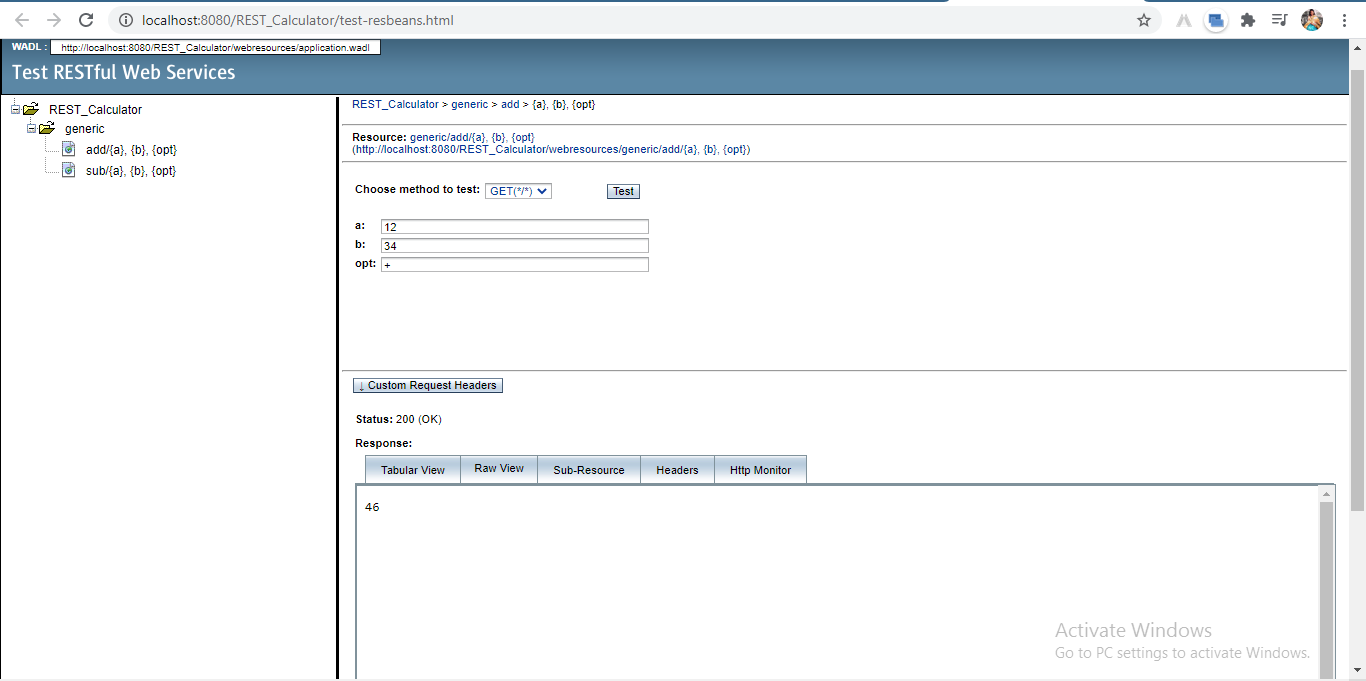 localhost:8080/REST_Calculator/test-resbeans.html
WADL : http://localhost:8080/REST_Calculator/webresources/application.wadl
Test RESTful Web Services
REST_Calculator
generic
add/{a}, {b}, {opt}
sub/{a}, {b}, {opt}
REST_Calculator > generic > add > {a}, {b}, {opt}
Resource: generic/add/{a}, {b}, {opt}
(http://localhost:8080/REST_Calculator/webresources/generic/add/{a}, {b}, {opt})
Choose method to test: GET(*/*) Test
a: 12
b: 34
opt: +
↓ Custom Request Headers
Status: 200 (OK)
Response:
Tabular View Raw View Sub-Resource Headers Http Monitor
46
Activate Windows
Go to PC settings to activate Windows.